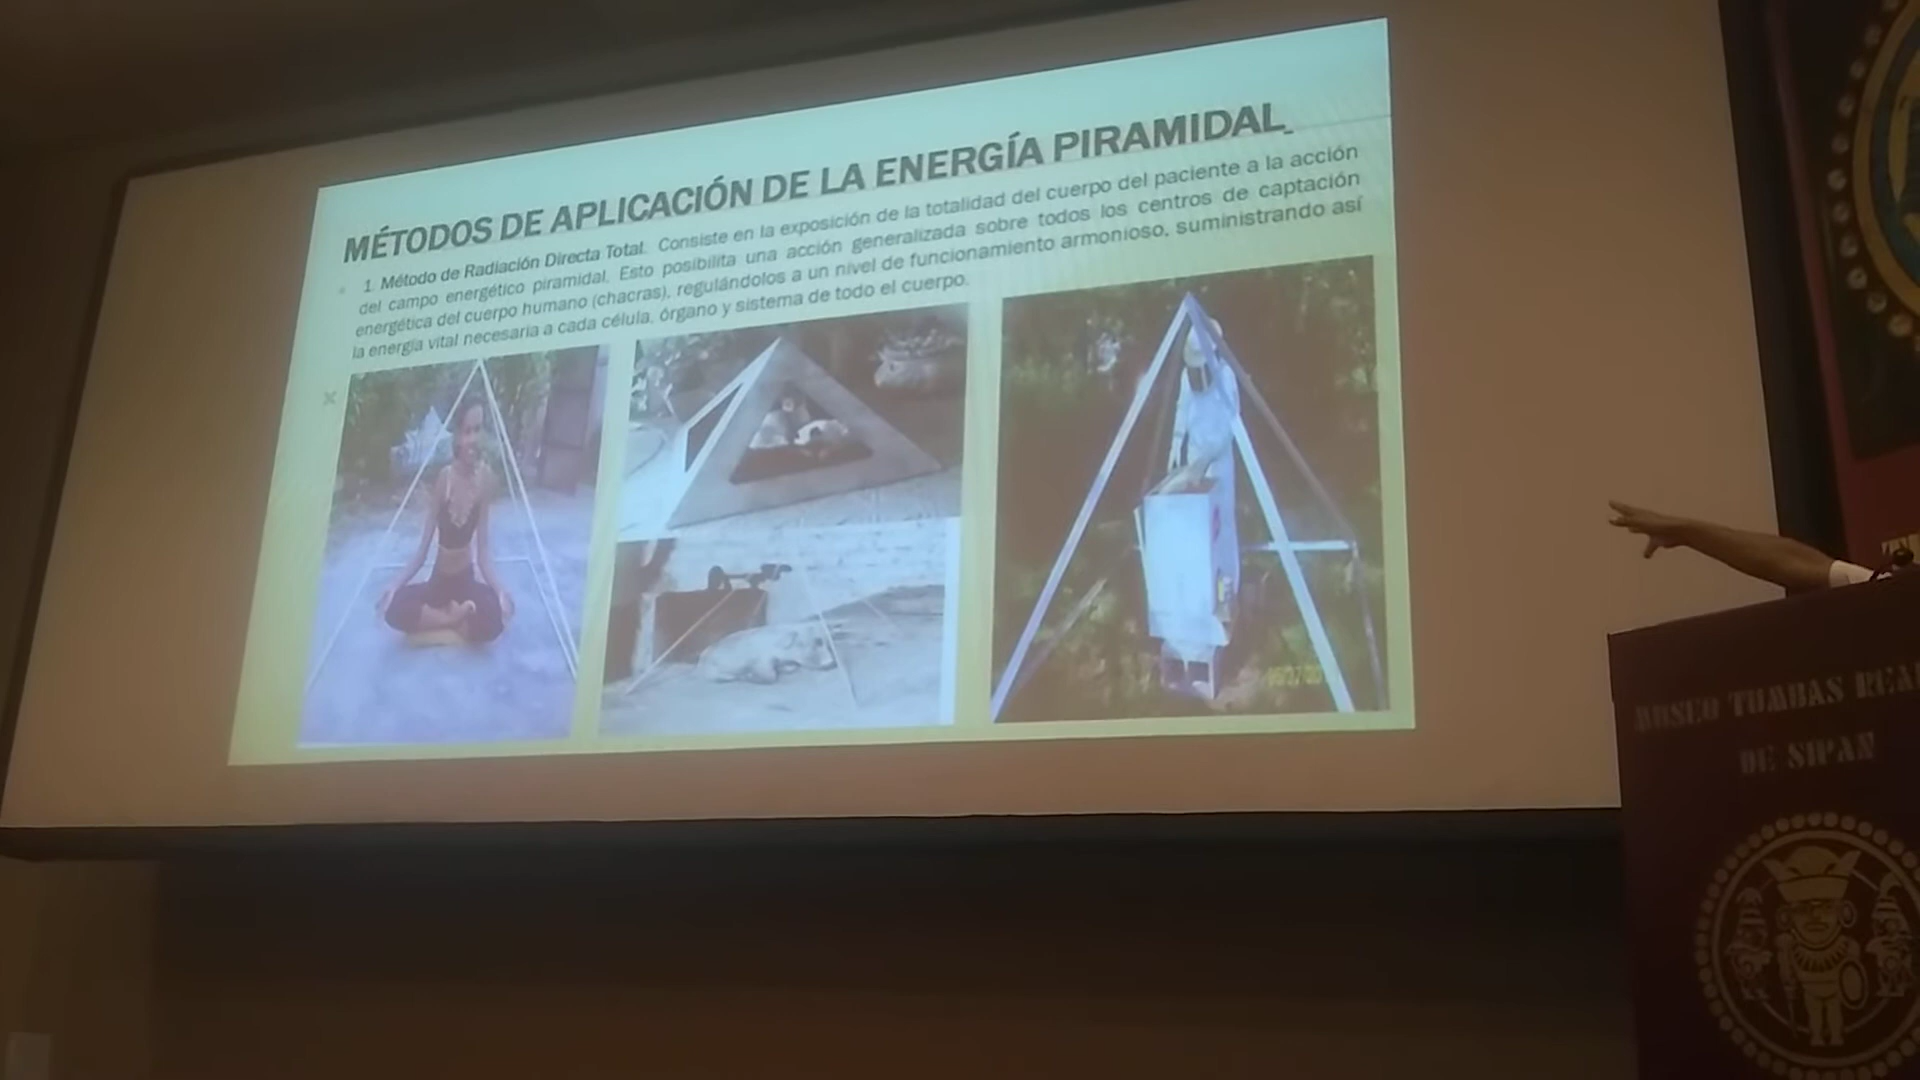 MÉTODOS DE APLICACIÓN DE LA ENERGÍA PIRAMIDAL
1. Método de Radiación Directa Total. Consiste en la exposición de la totalidad del cuerpo del paciente a la acción
del campo energético piramidal. Esto posibilita una acción generalizada sobre todos los centros de captación
energética del cuerpo humano (chacras), regulándolos a un nivel de funcionamiento armonioso, suministrando así
la energía vital necesaria a cada célula, órgano y sistema de todo el cuerpo.
MUSEO TUMBAS REA
DE SIPAN